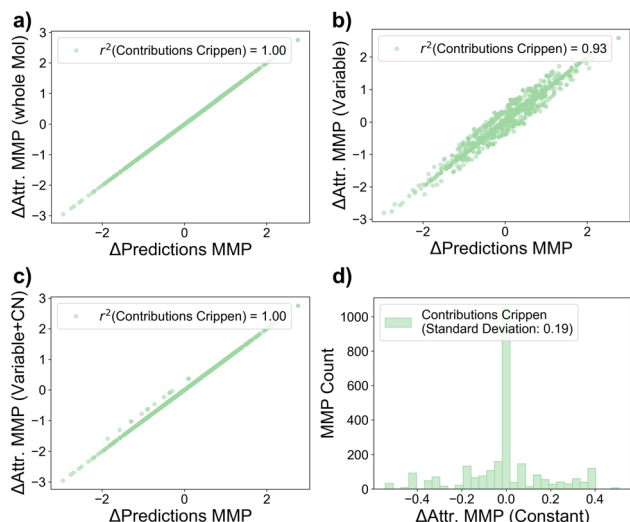 a)
ΔAttr. MMP (whole Mol)
3
2
1
0
−1
−2
−3
r²(Contributions Crippen) = 1.00
−2
0
2
ΔPredictions MMP
b)
ΔAttr. MMP (Variable)
2
1
0
−1
−2
−3
r²(Contributions Crippen) = 0.93
−2
−1
0
1
2
ΔPredictions MMP
c)
ΔAttr. MMP (Variable+CN)
3
2
1
0
−1
−2
−3
r²(Contributions Crippen) = 1.00
−2
0
2
ΔPredictions MMP
d)
MMP Count
1000
800
600
400
200
0
Contributions Crippen
(Standard Deviation: 0.19)
−0.4
−0.2
0.0
0.2
0.4
ΔAttr. MMP (Constant)